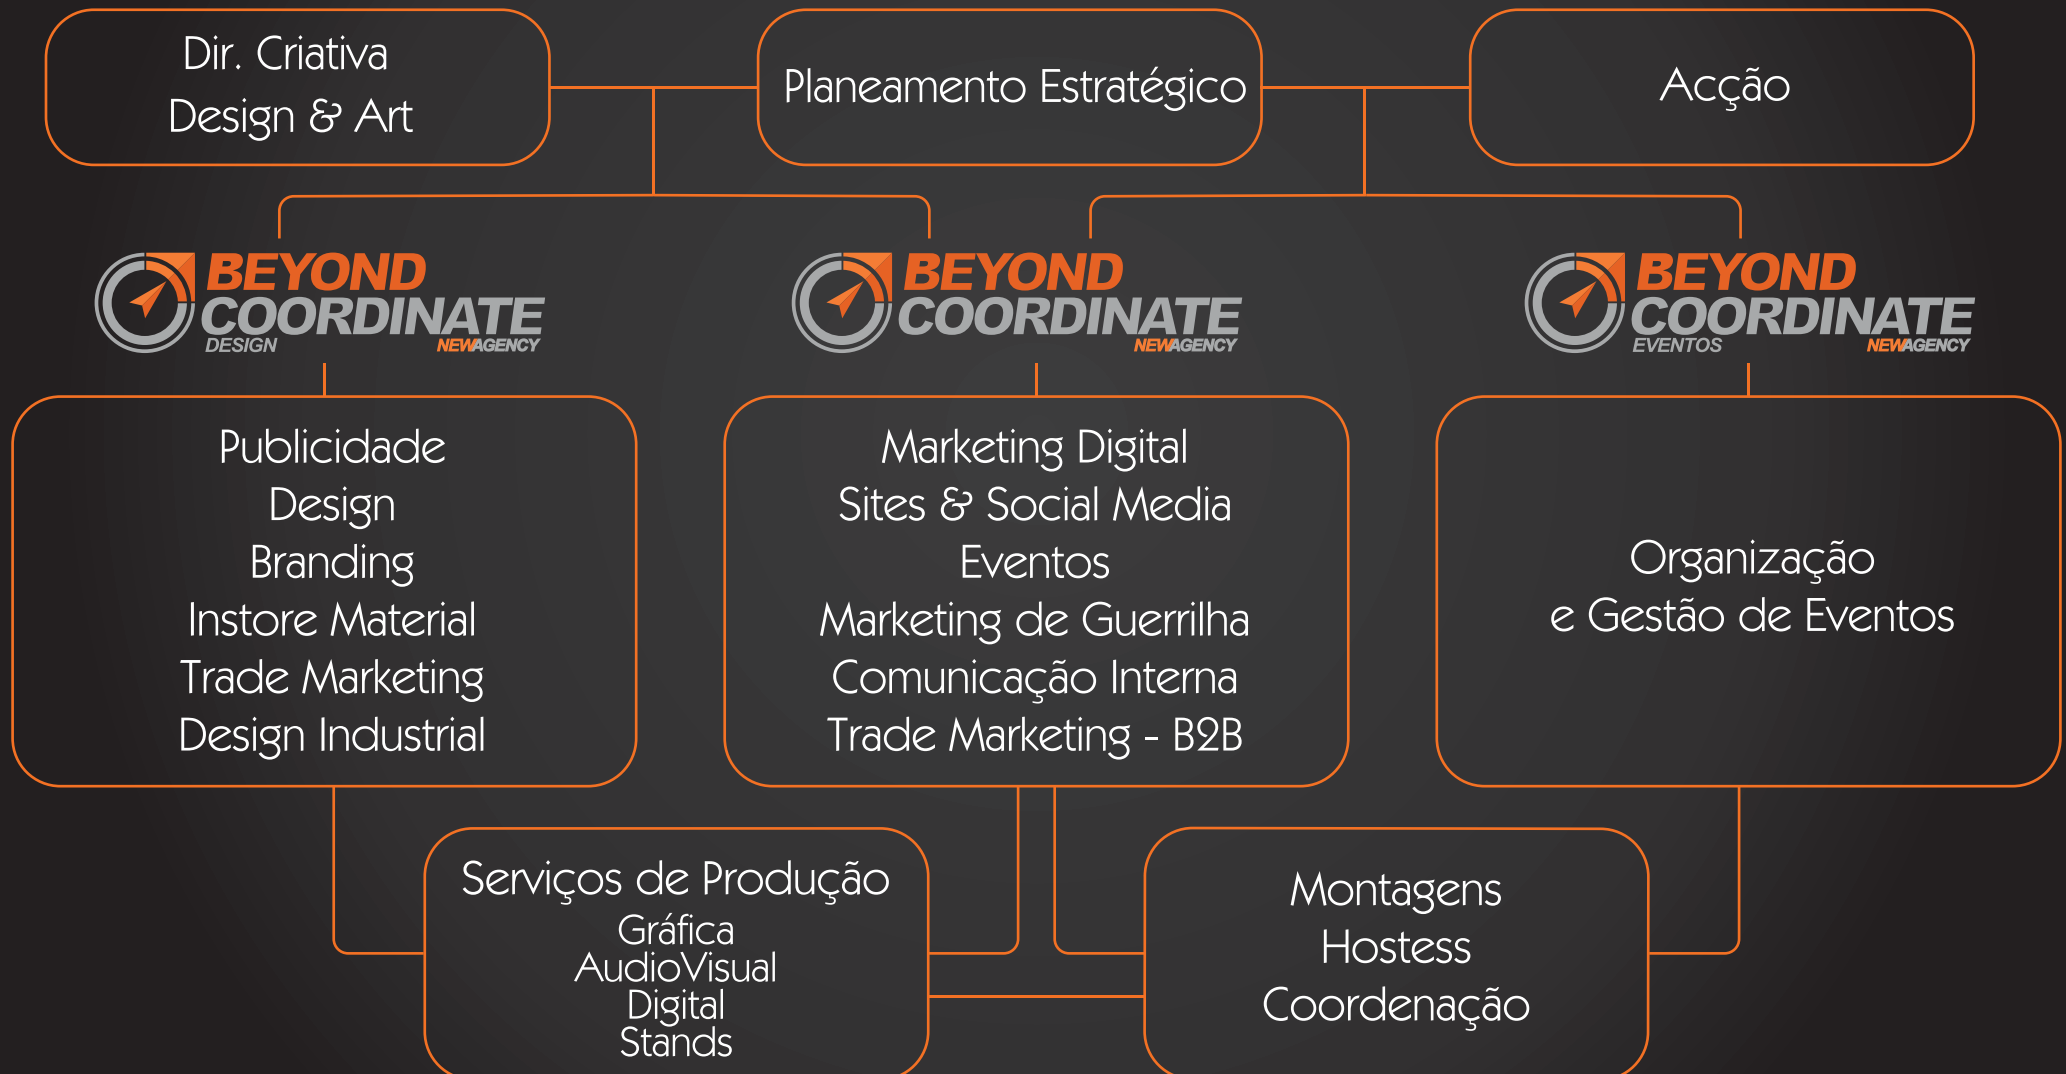 Dir. Criativa
Design & Art
Planeamento Estratégico
Acção
BEYOND
COORDINATE
DESIGN
NEWAGENCY
BEYOND
COORDINATE
NEWAGENCY
BEYOND
COORDINATE
EVENTOS
NEWAGENCY
Publicidade
Design
Branding
Instore Material
Trade Marketing
Design Industrial
Marketing Digital
Sites & Social Media
Eventos
Marketing de Guerrilha
Comunicação Interna
Trade Marketing - B2B
Organização
e Gestão de Eventos
Serviços de Produção
Gráfica
AudioVisual
Digital
Stands
Montagens
Hostess
Coordenação